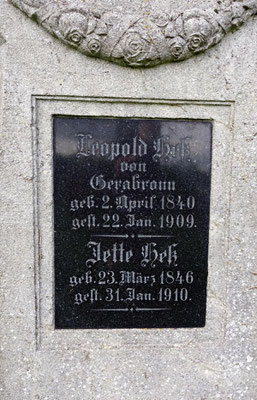 Leopold Heß
von
Gerabronn
geb. 2. April. 1840
gest. 22. Jan. 1909.
Jette Heß
geb. 23. März 1846
gest. 31. Jan. 1910.